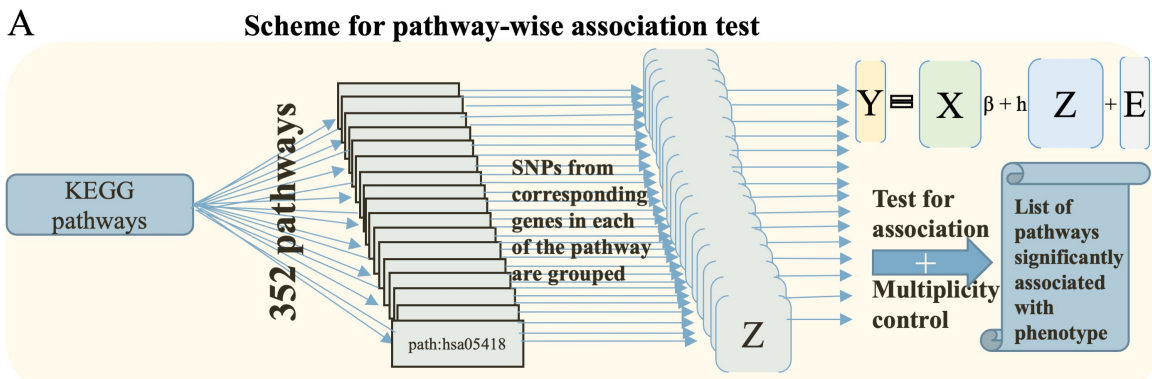 A
Scheme for pathway-wise association test
KEGG
pathways
352 pathways
path:hsa05418
SNPs from
corresponding
genes in each
of the pathway
are grouped
Z
Y = X β + h Z + E
Test for
association
+
Multiplicity
control
List of
pathways
significantly
associated
with
phenotype